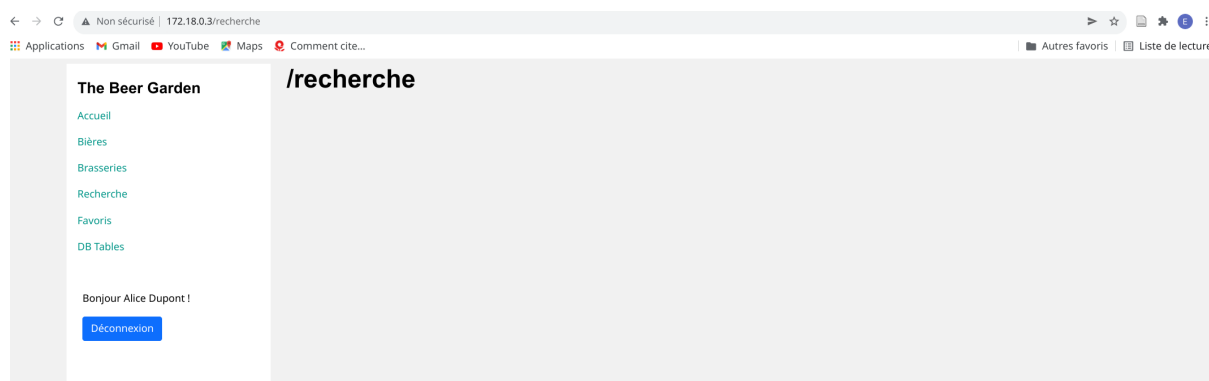 Non sécurisé | 172.18.0.3/recherche
E
Applications Gmail YouTube Maps Comment cite... Autres favoris Liste de lecture
The Beer Garden
Accueil
Bières
Brasseries
Recherche
Favoris
DB Tables
Bonjour Alice Dupont !
Déconnexion
/recherche